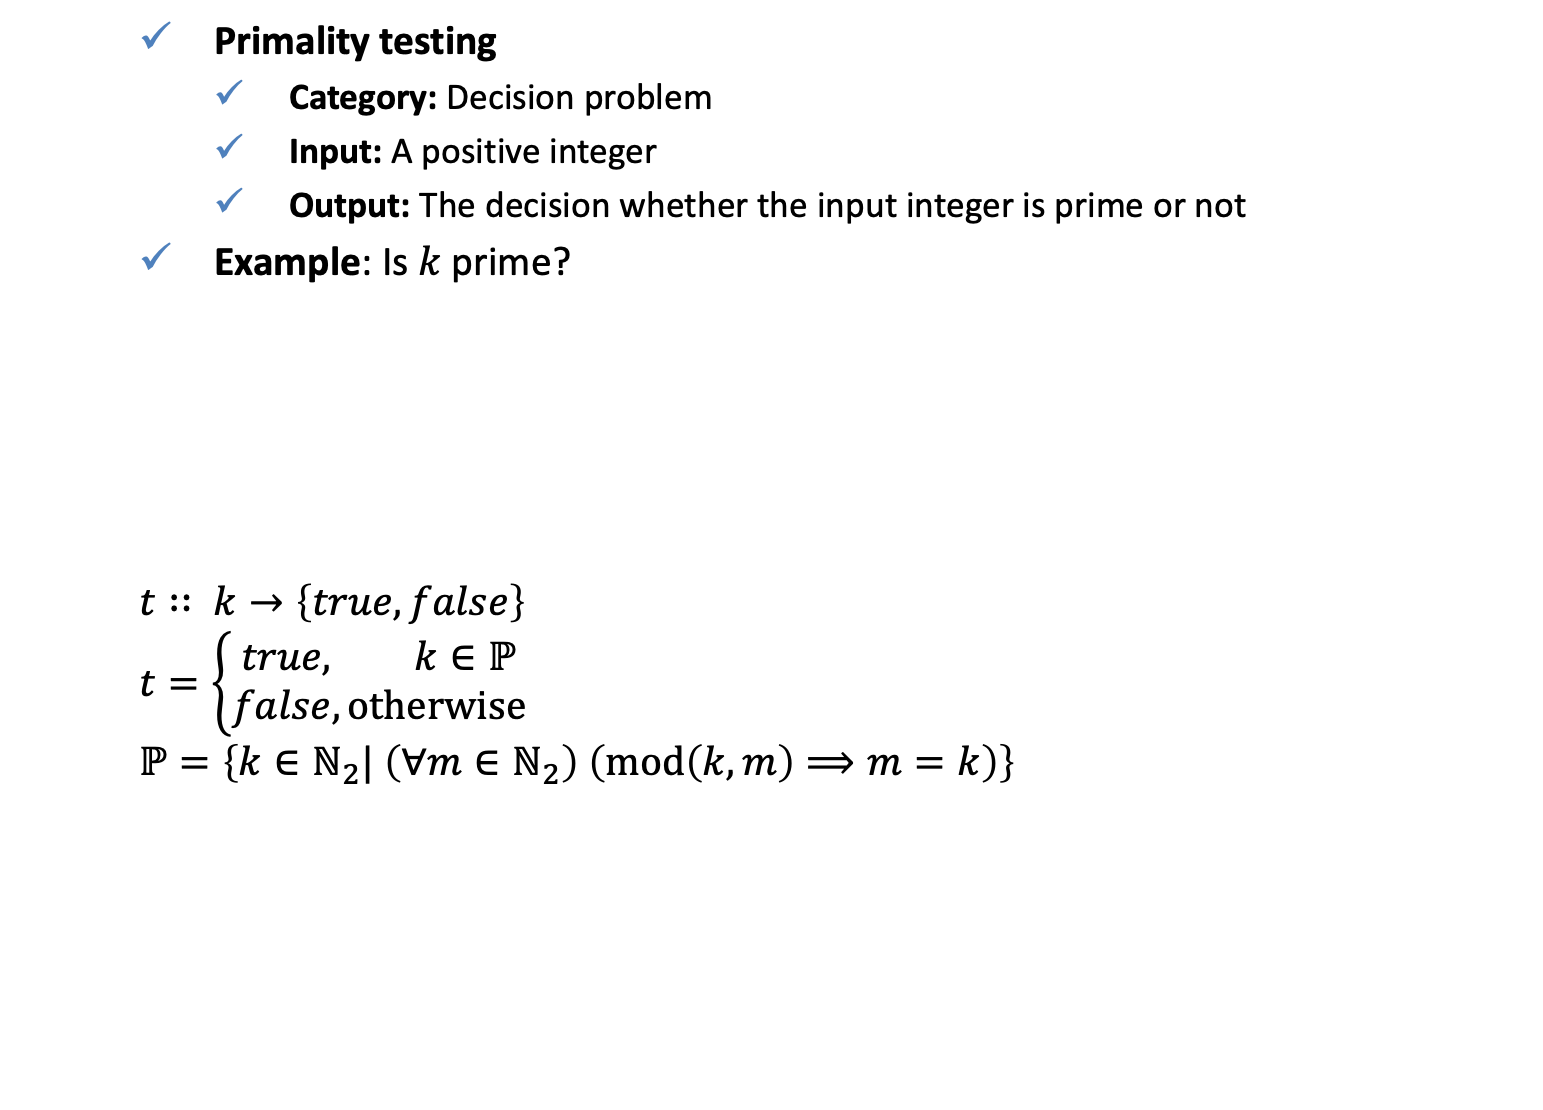 ✓ Primality testing
✓ Category: Decision problem
✓ Input: A positive integer
✓ Output: The decision whether the input integer is prime or not
✓ Example: Is k prime?
t :: k → {true, false}
t = { true, k ∈ ℙ
false, otherwise
ℙ = {k ∈ ℕ₂| (∀m ∈ ℕ₂) (mod(k, m) ⟹ m = k)}